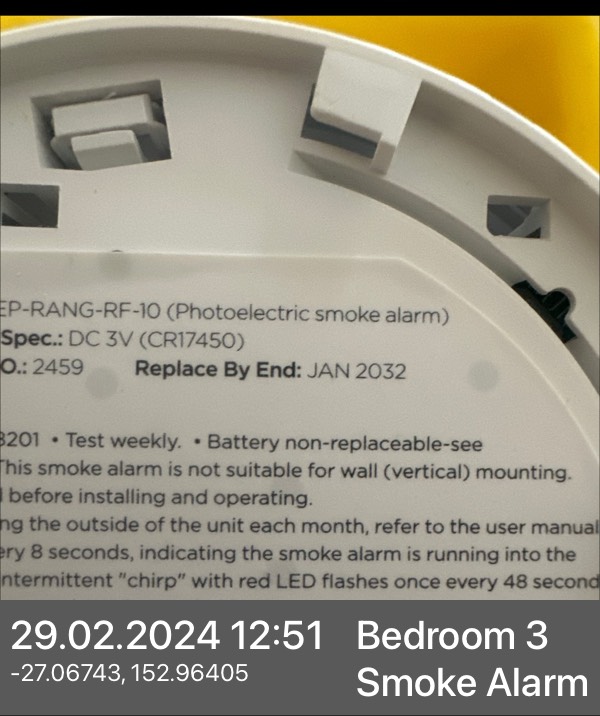 EP-RANG-RF-10 (Photoelectric smoke alarm)
Spec.: DC 3V (CR17450)
O.: 2459 Replace By End: JAN 2032
3201 • Test weekly. • Battery non-replaceable-see
This smoke alarm is not suitable for wall (vertical) mounting.
before installing and operating.
ng the outside of the unit each month, refer to the user manual
ery 8 seconds, indicating the smoke alarm is running into the
ntermittent "chirp" with red LED flashes once every 48 second
29.02.2024 12:51
-27.06743, 152.96405
Bedroom 3
Smoke Alarm